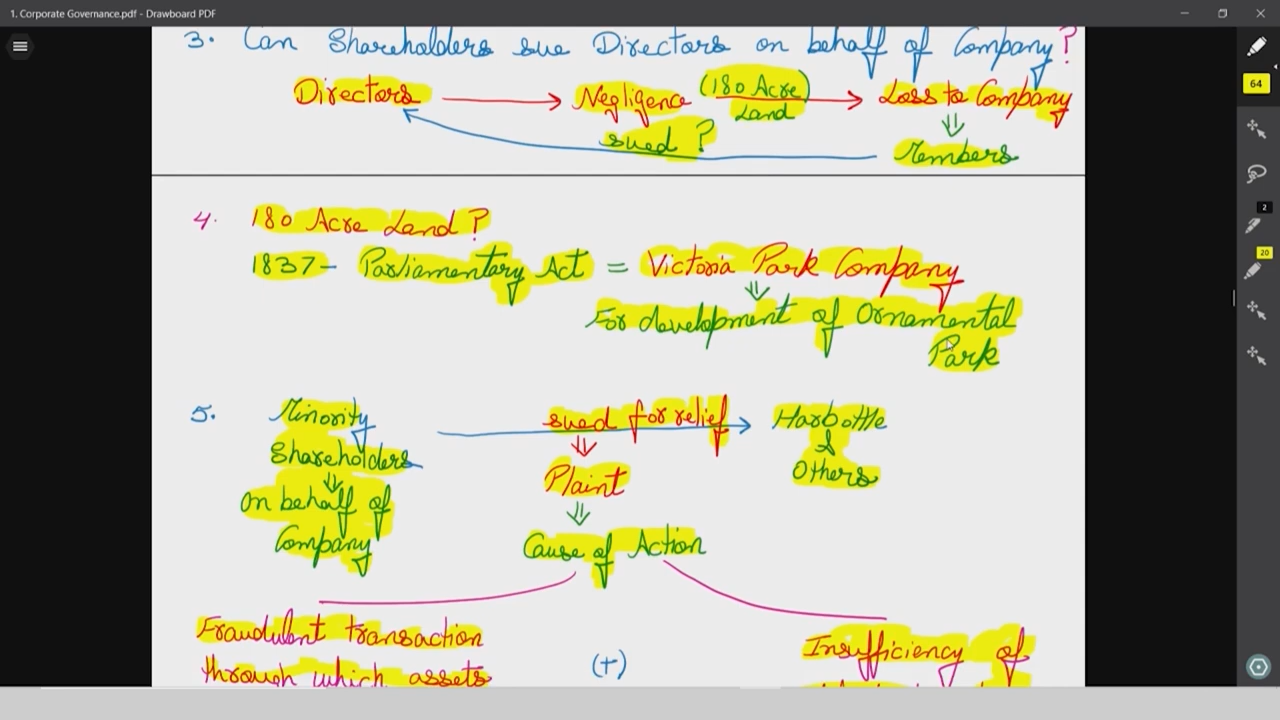 1. Corporate Governance.pdf - Drawboard PDF
3. Can Shareholders sue Directors on behalf of Company?
Directors Negligence (180 Acre Land) Loss to Company
sued? Members
4. 180 Acre Land?
1837- Parliamentary Act = Victoria Park Company
For development of Ornamental
Park
5. Minority sued for relief Harbottle
Shareholders & Others
on behalf of Plaint
Company Cause of Action
Fraudulent transaction (+) Insufficiency of
through which assets
64
2
20